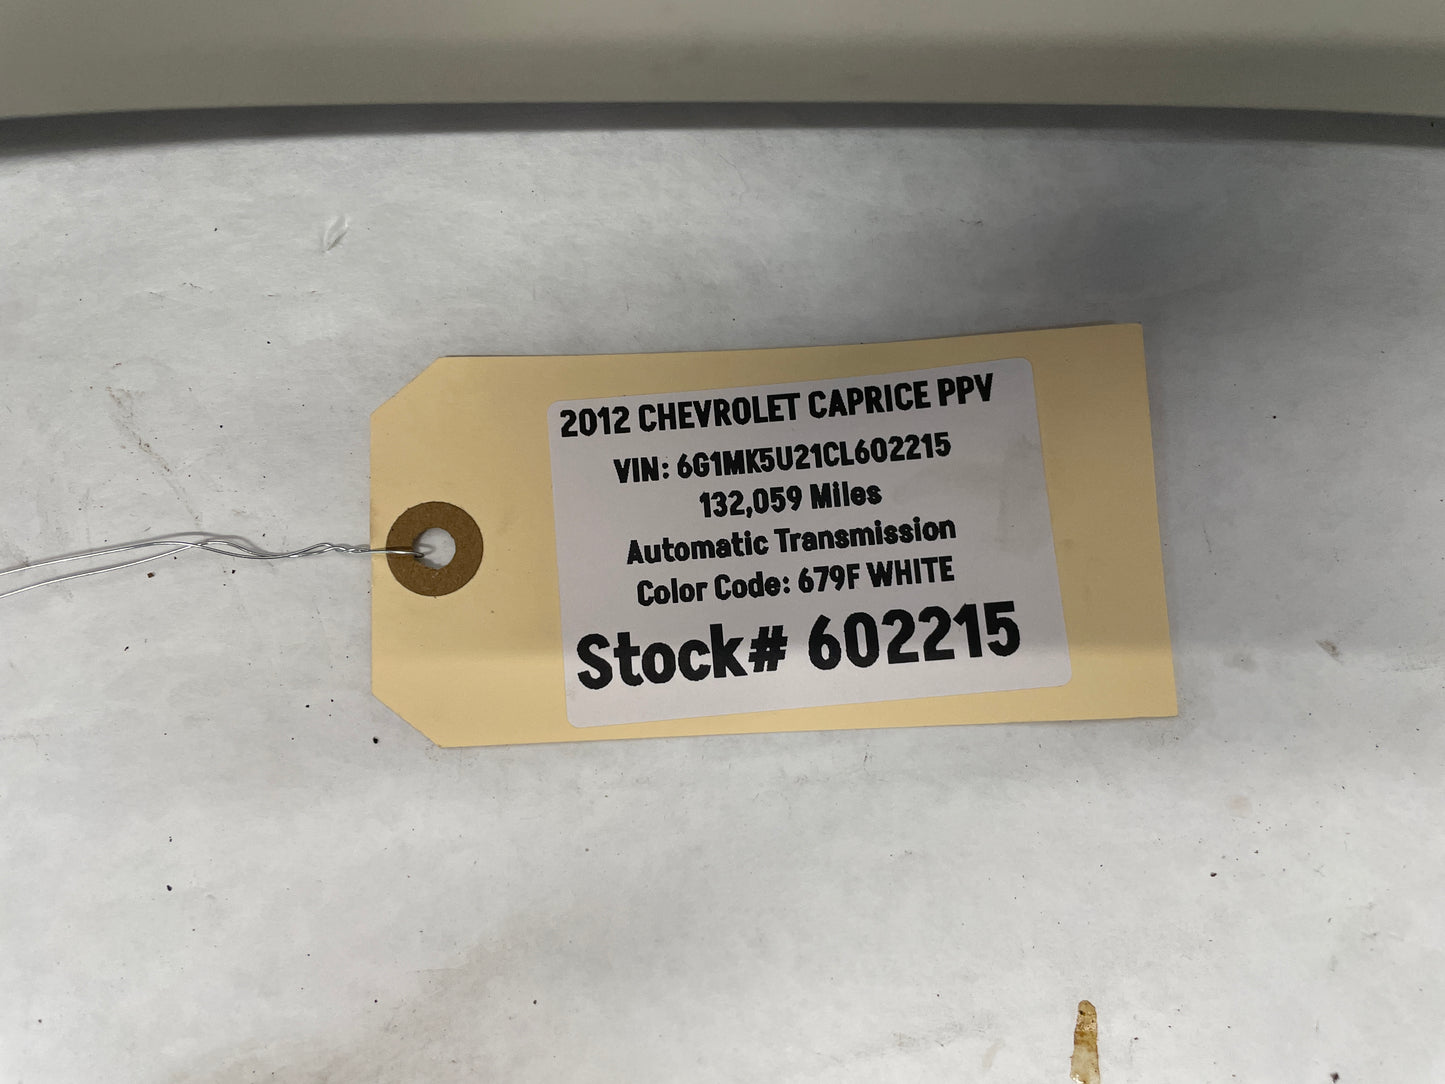 2012 CHEVROLET CAPRICE PPV
VIN: 6G1MK5U21CL602215
132,059 Miles
Automatic Transmission
Color Code: 679F WHITE
Stock# 602215